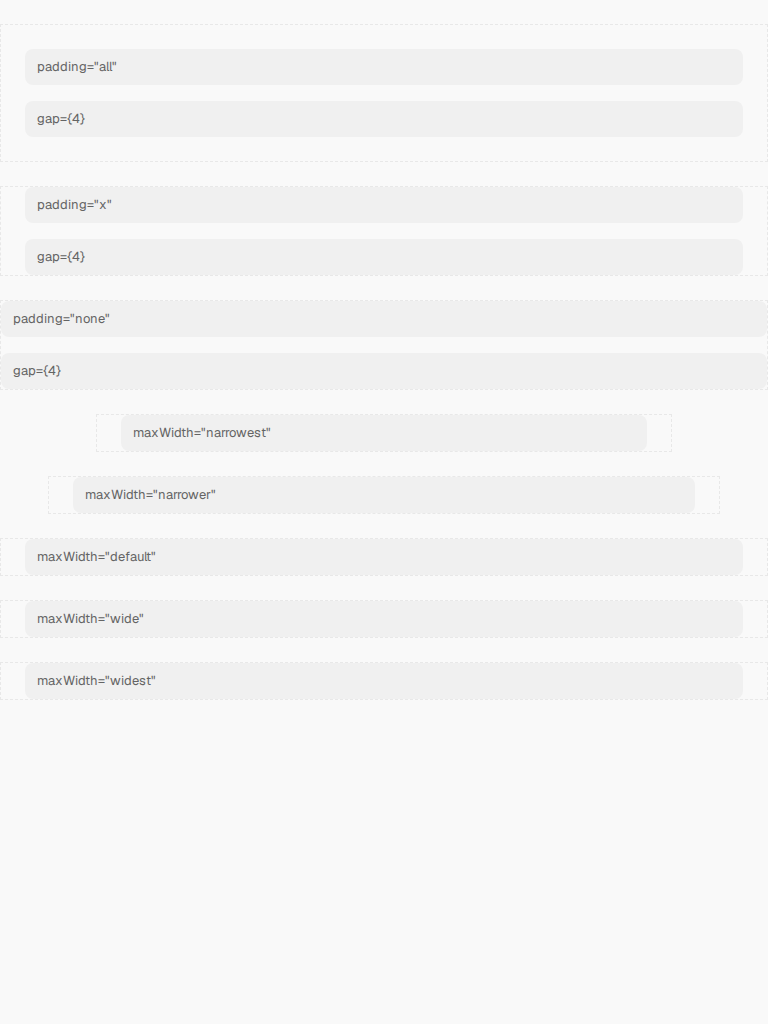 padding="all"
gap={4}
padding="x"
gap={4}
padding="none"
gap={4}
maxWidth="narrowest"
maxWidth="narrower"
maxWidth="default"
maxWidth="wide"
maxWidth="widest"